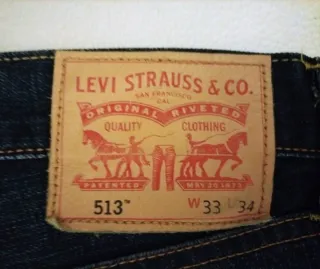 LEVI STRAUSS & CO.
SAN FRANCISCO
CAL
ORIGINAL RIVETED
QUALITY CLOTHING
PATENTED MAY 20 1873
513™ W 33 L 34